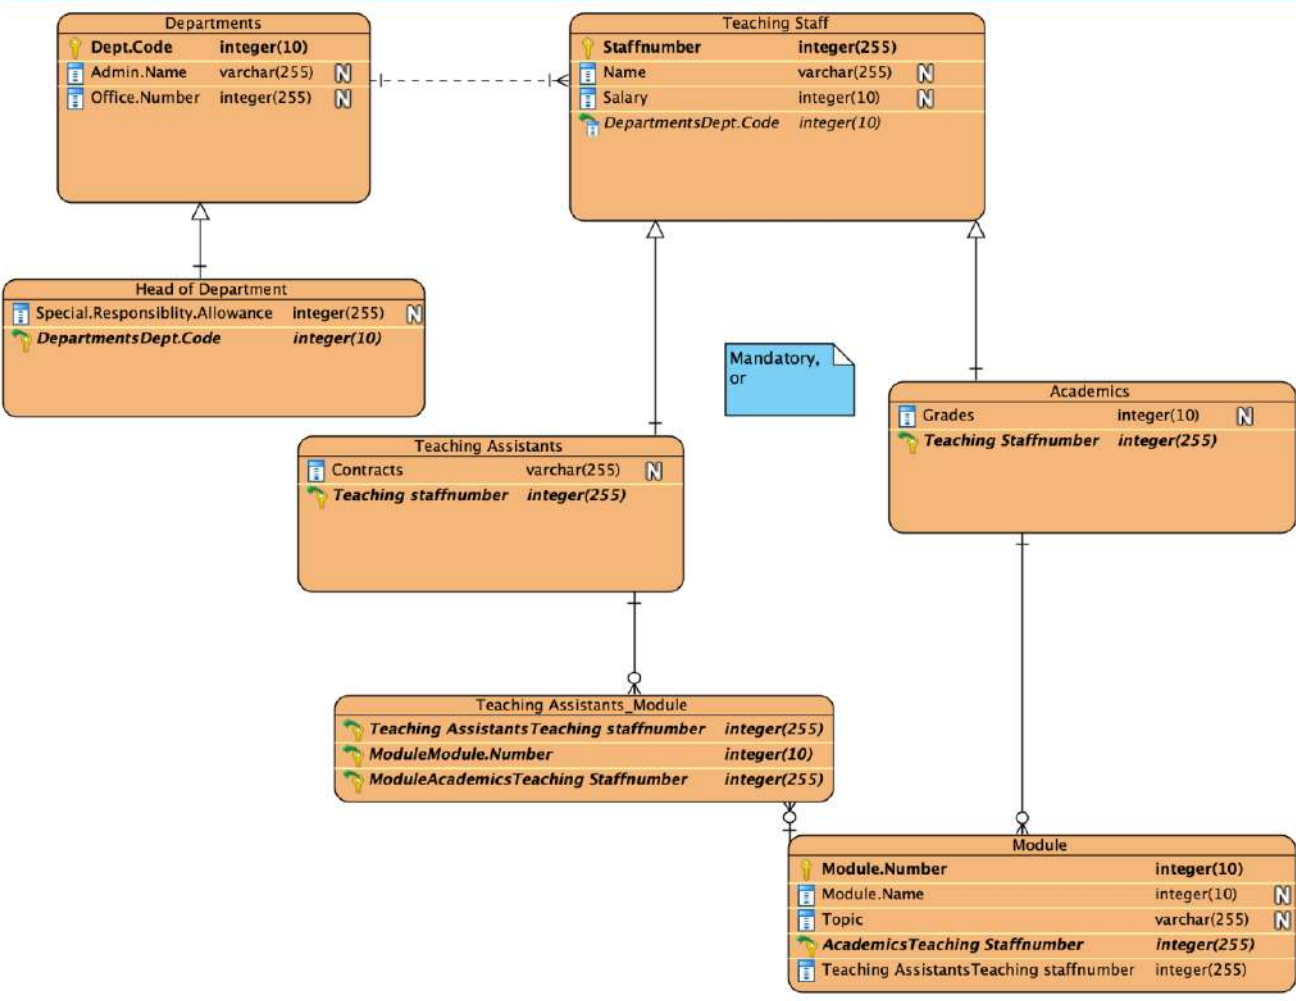 Departments
Dept.Code integer(10)
Admin.Name varchar(255) N
Office.Number integer(255) N
Teaching Staff
Staffnumber integer(255)
Name varchar(255) N
Salary integer(10) N
DepartmentsDept.Code integer(10)
Head of Department
Special.Responsiblity.Allowance integer(255) N
DepartmentsDept.Code integer(10)
Mandatory,
or
Academics
Grades integer(10) N
Teaching Staffnumber integer(255)
Teaching Assistants
Contracts varchar(255) N
Teaching staffnumber integer(255)
Teaching Assistants_Module
Teaching AssistantsTeaching staffnumber integer(255)
ModuleModule.Number integer(10)
ModuleAcademicsTeaching Staffnumber integer(255)
Module
Module.Number integer(10)
Module.Name integer(10) N
Topic varchar(255) N
AcademicsTeaching Staffnumber integer(255)
Teaching AssistantsTeaching staffnumber integer(255)